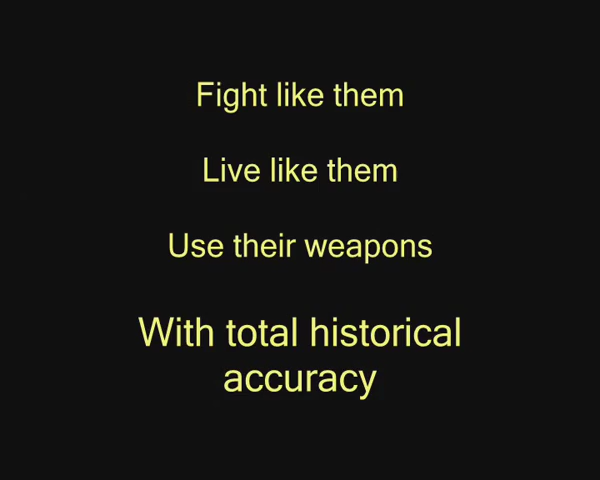 Fight like them
Live like them
Use their weapons
With total historical
accuracy